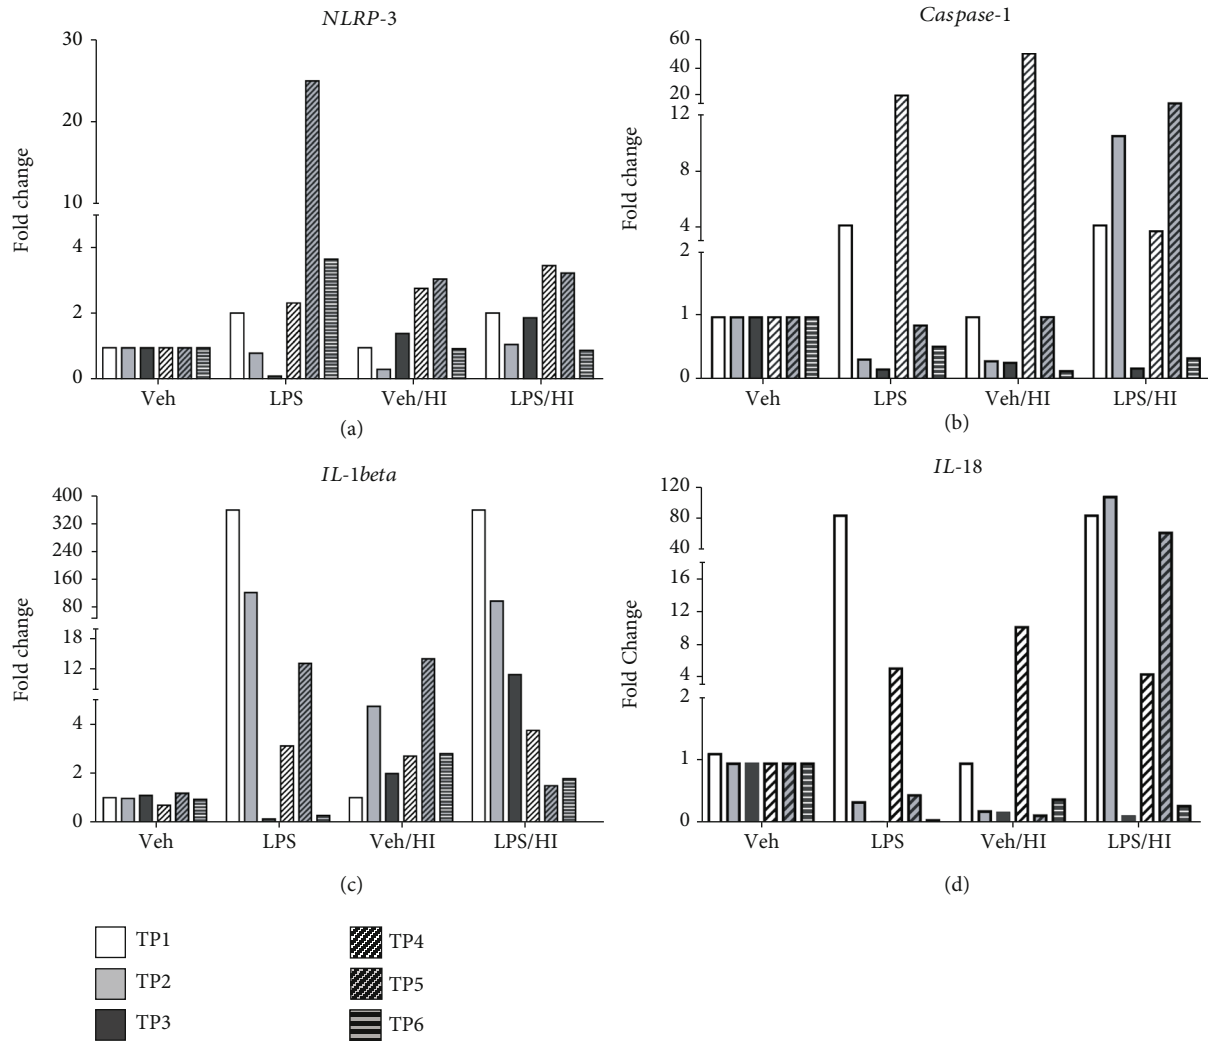 NLRP-3
30
20
10
4
2
0
Fold change
Veh LPS Veh/HI LPS/HI
(a)
Caspase-1
60
40
20
12
8
4
2
1
0
Fold change
Veh LPS Veh/HI LPS/HI
(b)
IL-1beta
400
320
240
160
80
18
12
4
2
0
Fold change
Veh LPS Veh/HI LPS/HI
(c)
IL-18
120
80
40
16
12
8
4
2
1
0
Fold Change
Veh LPS Veh/HI LPS/HI
(d)
TP1
TP2
TP3
TP4
TP5
TP6